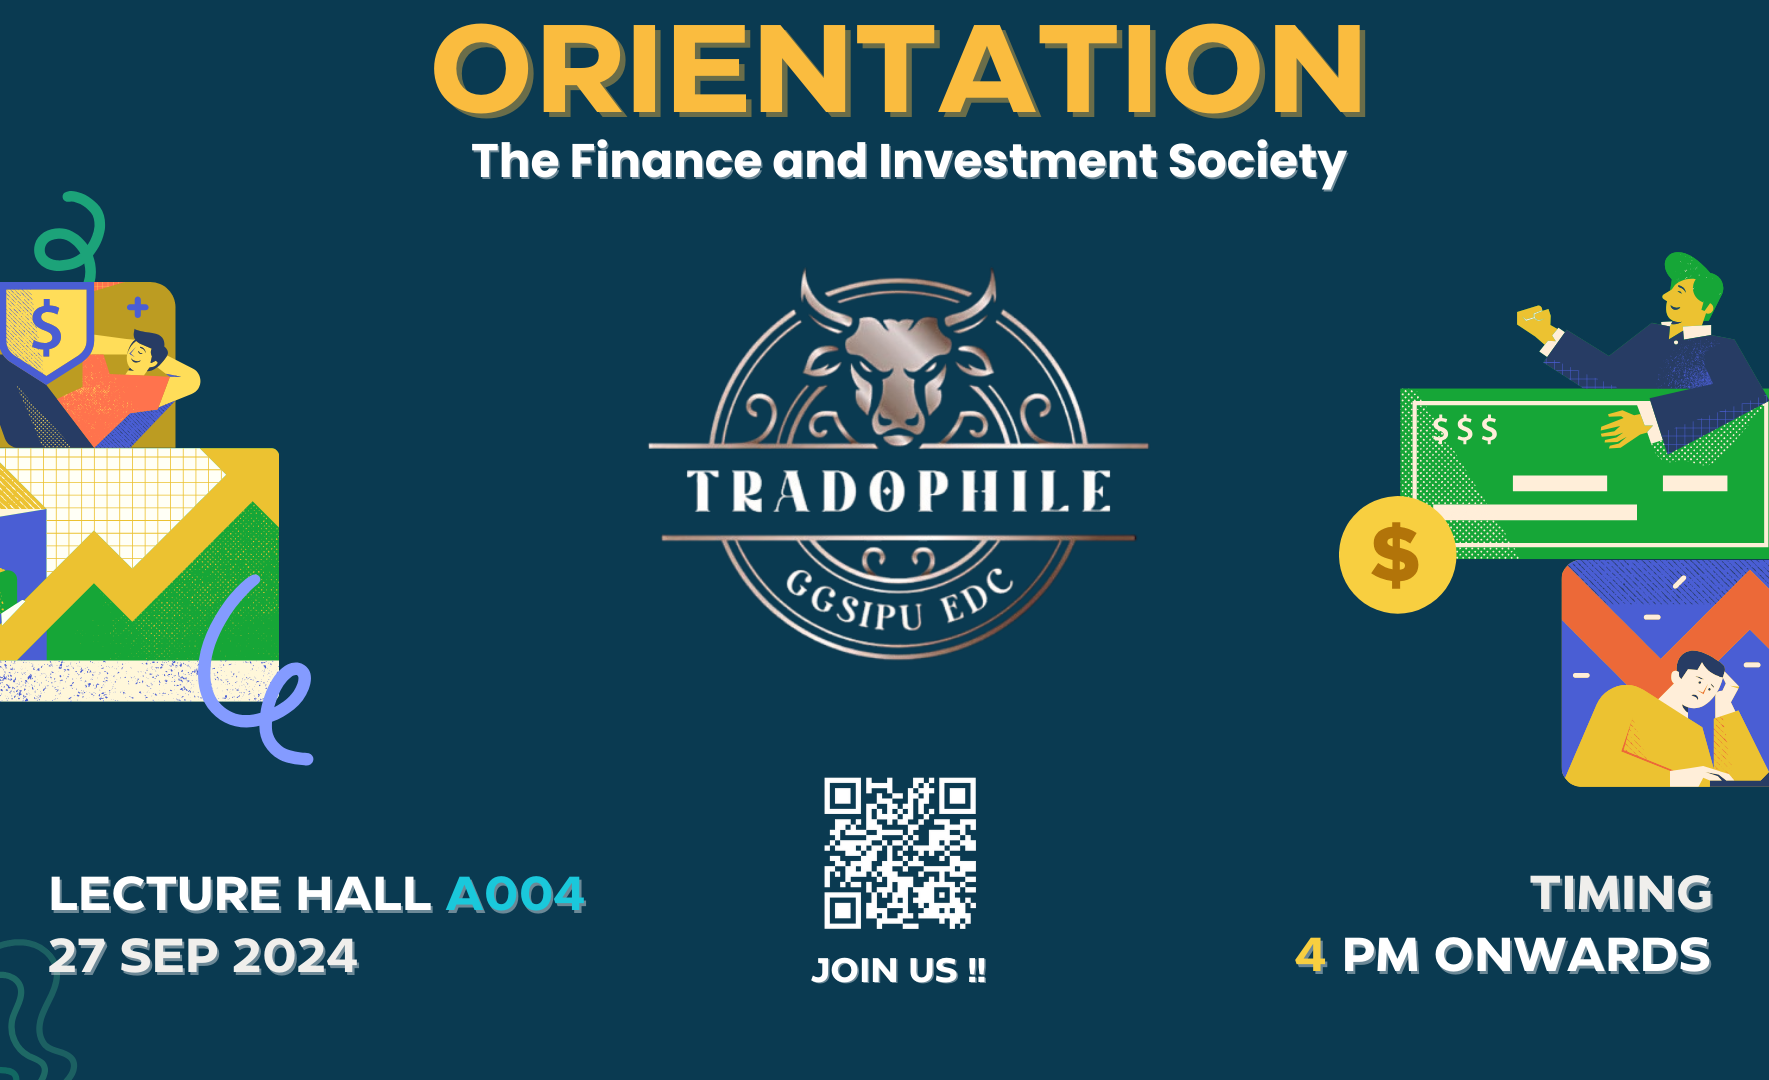 ORIENTATION
The Finance and Investment Society
$
$ $ $
$
TRADOPHILE
GGSIPU EDC
LECTURE HALL A004
27 SEP 2024
JOIN US !!
TIMING
4 PM ONWARDS